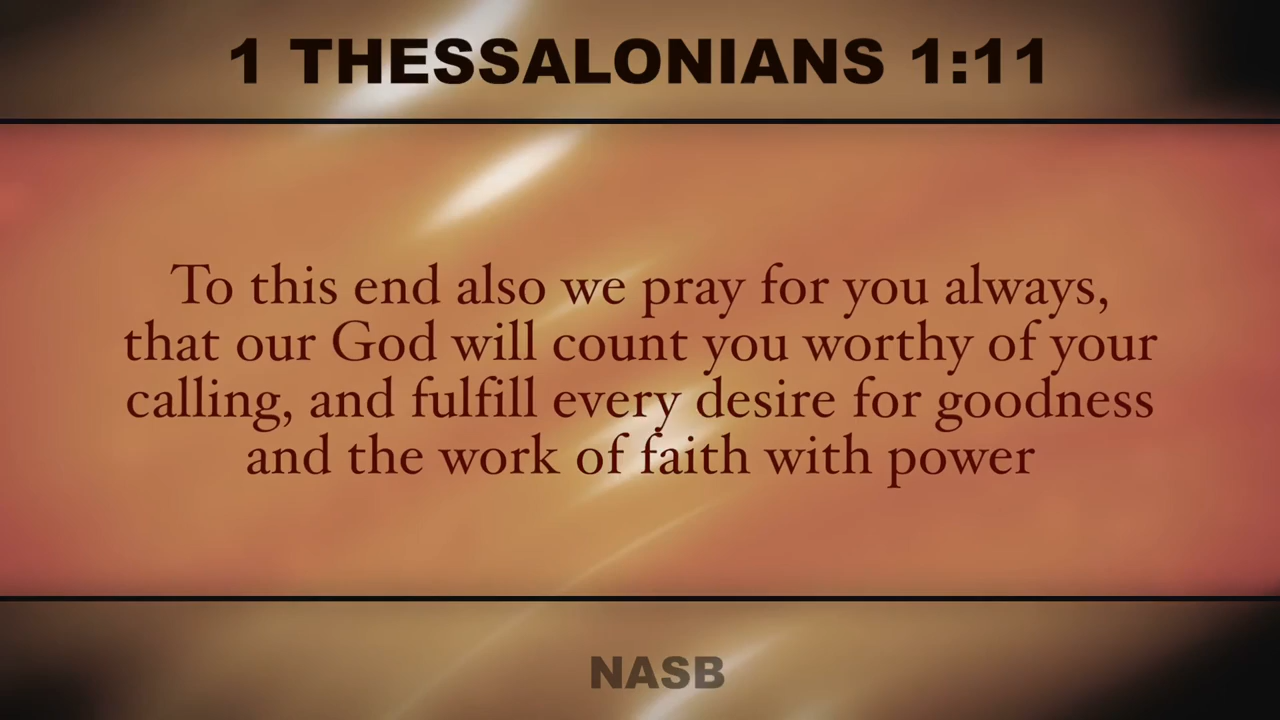 1 THESSALONIANS 1:11
To this end also we pray for you always,
that our God will count you worthy of your
calling, and fulfill every desire for goodness
and the work of faith with power
NASB